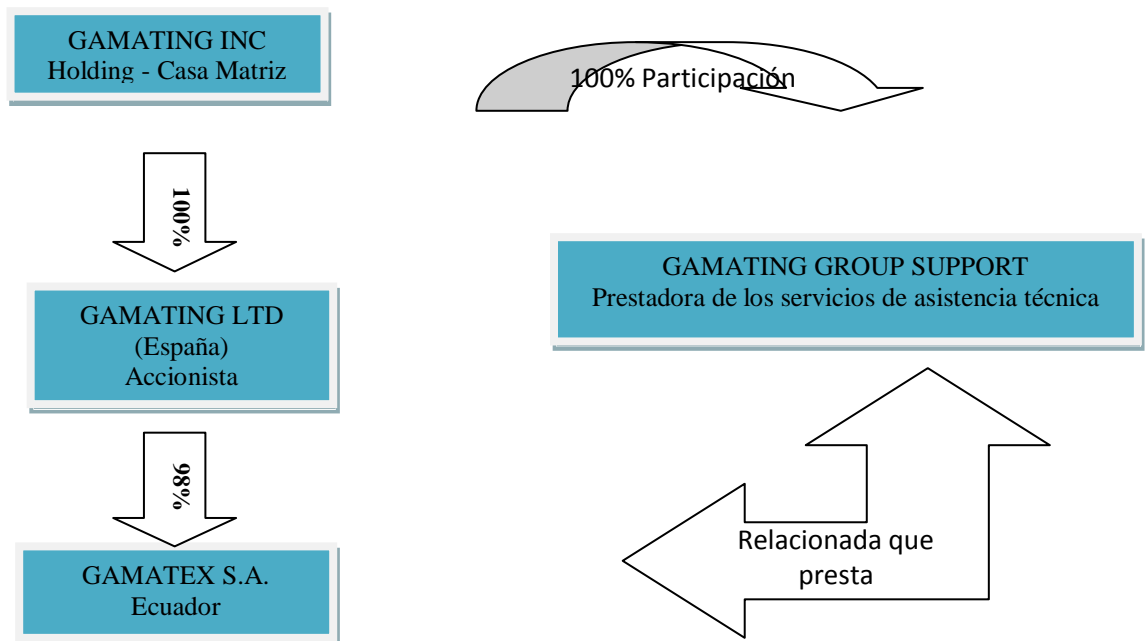 GAMATING INC
Holding - Casa Matriz
100% Participación
100%
GAMATING GROUP SUPPORT
Prestadora de los servicios de asistencia técnica
GAMATING LTD
(España)
Accionista
98%
Relacionada que
presta
GAMATEX S.A.
Ecuador